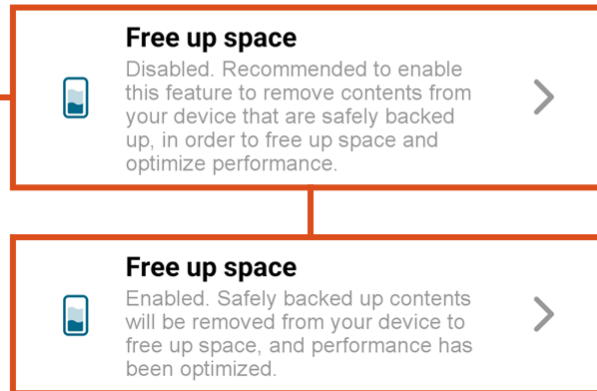 Free up space
Disabled. Recommended to enable
this feature to remove contents from
your device that are safely backed
up, in order to free up space and
optimize performance.
Free up space
Enabled. Safely backed up contents
will be removed from your device to
free up space, and performance has
been optimized.